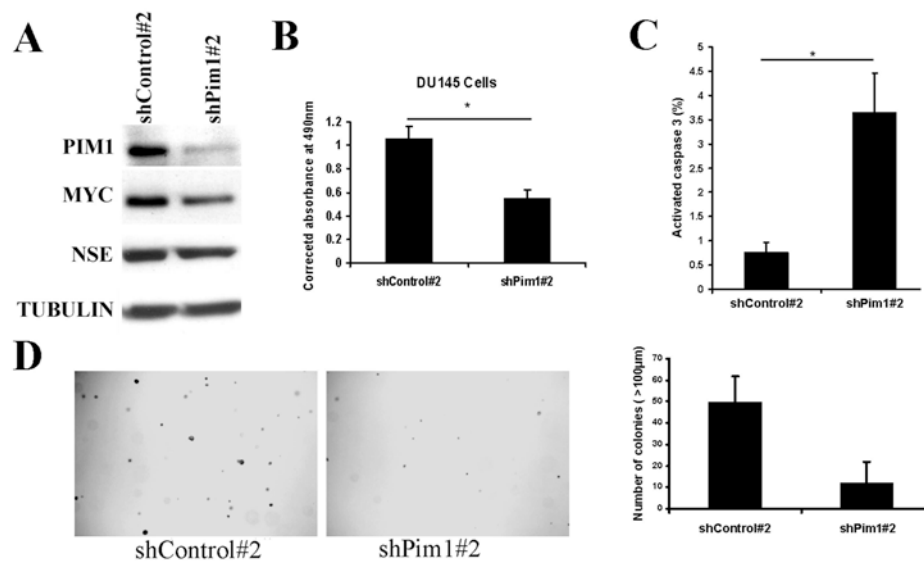 A
shControl#2
shPim1#2
PIM1
MYC
NSE
TUBULIN
B
DU145 Cells
*
Correcetd absorbance at 490nm
1.2
1
0.8
0.6
0.4
0.2
0
shControl#2
shPim1#2
C
*
Activated caspase 3 (%)
5
4.5
4
3.5
3
2.5
2
1.5
1
0.5
0
shControl#2
shPim1#2
D
shControl#2
shPim1#2
Number of colonies ( >100µm)
70
60
50
40
30
20
10
0
shControl#2
shPim1#2